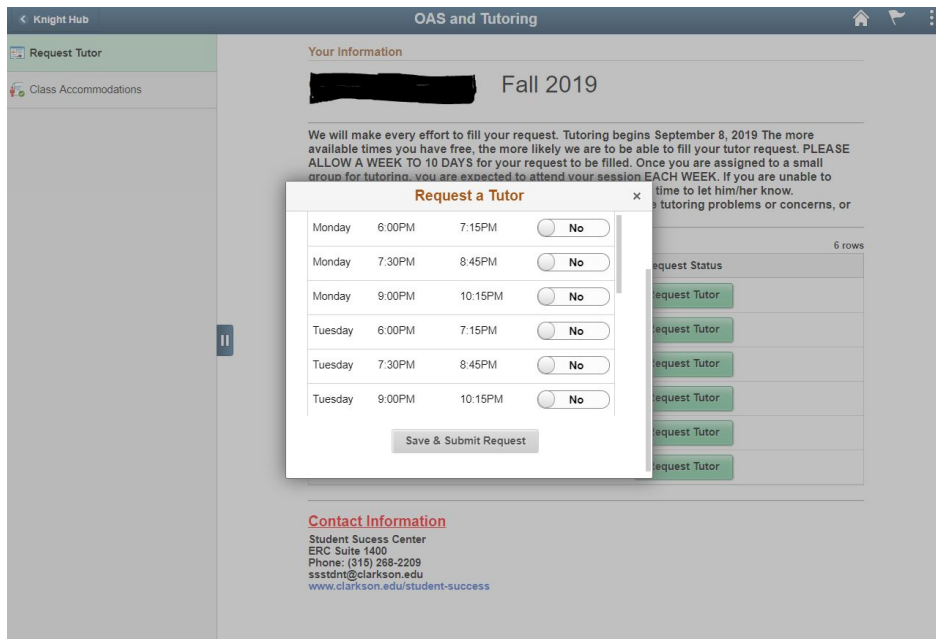 Knight Hub
OAS and Tutoring
Request Tutor
Class Accommodations
Your Information
Fall 2019
We will make every effort to fill your request. Tutoring begins September 8, 2019 The more
available times you have free, the more likely we are to be able to fill your tutor request. PLEASE
ALLOW A WEEK TO 10 DAYS for your request to be filled. Once you are assigned to a small
group for tutoring, you are expected to attend your session EACH WEEK. If you are unable to
time to let him/her know.
tutoring problems or concerns, or
6 rows
equest Status
equest Tutor
equest Tutor
equest Tutor
equest Tutor
equest Tutor
equest Tutor
Request a Tutor ×
Monday 6:00PM 7:15PM No
Monday 7:30PM 8:45PM No
Monday 9:00PM 10:15PM No
Tuesday 6:00PM 7:15PM No
Tuesday 7:30PM 8:45PM No
Tuesday 9:00PM 10:15PM No
Save & Submit Request
Contact Information
Student Sucess Center
ERC Suite 1400
Phone: (315) 268-2209
ssstdnt@clarkson.edu
www.clarkson.edu/student-success